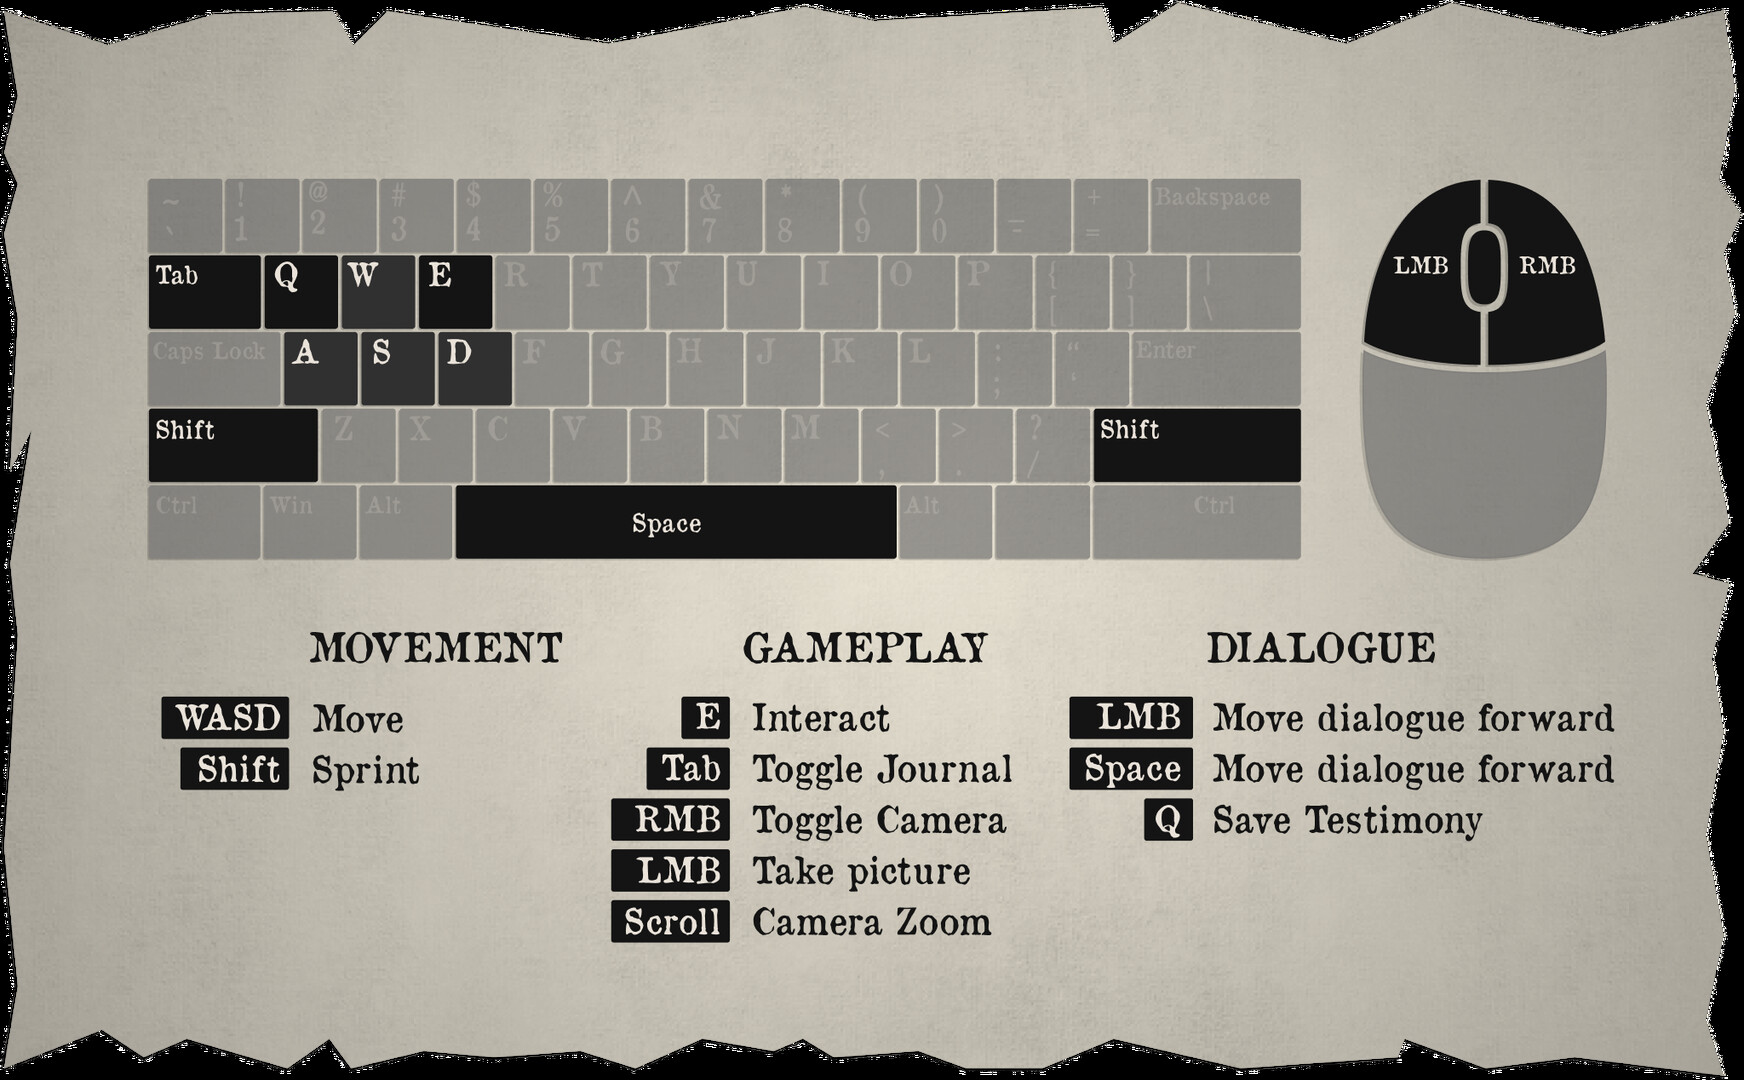 ~ ! @ # $ % ^ & * ( ) _ + Backspace
` 1 2 3 4 5 6 7 8 9 0 - =
Tab Q W E R T Y U I O P { } |
[ ] \
Caps Lock A S D F G H J K L : “ Enter
; ‘
Shift Z X C V B N M < > ? Shift
, . /
Ctrl Win Alt Space Alt Ctrl
LMB RMB
MOVEMENT
WASD Move
Shift Sprint
GAMEPLAY
E Interact
Tab Toggle Journal
RMB Toggle Camera
LMB Take picture
Scroll Camera Zoom
DIALOGUE
LMB Move dialogue forward
Space Move dialogue forward
Q Save Testimony